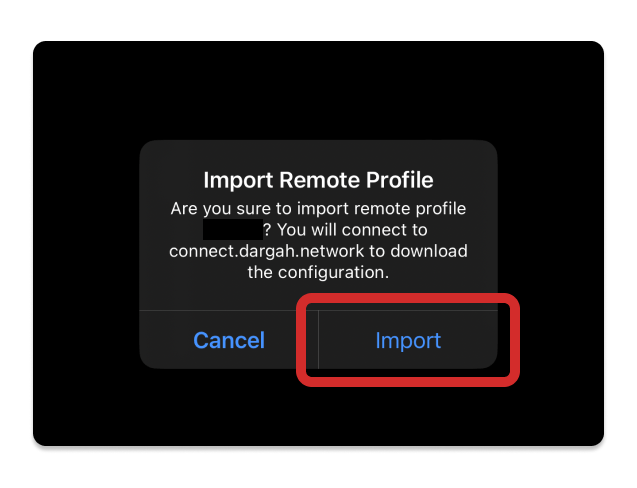 Import Remote Profile
Are you sure to import remote profile
? You will connect to
connect.dargah.network to download
the configuration.
Cancel
Import